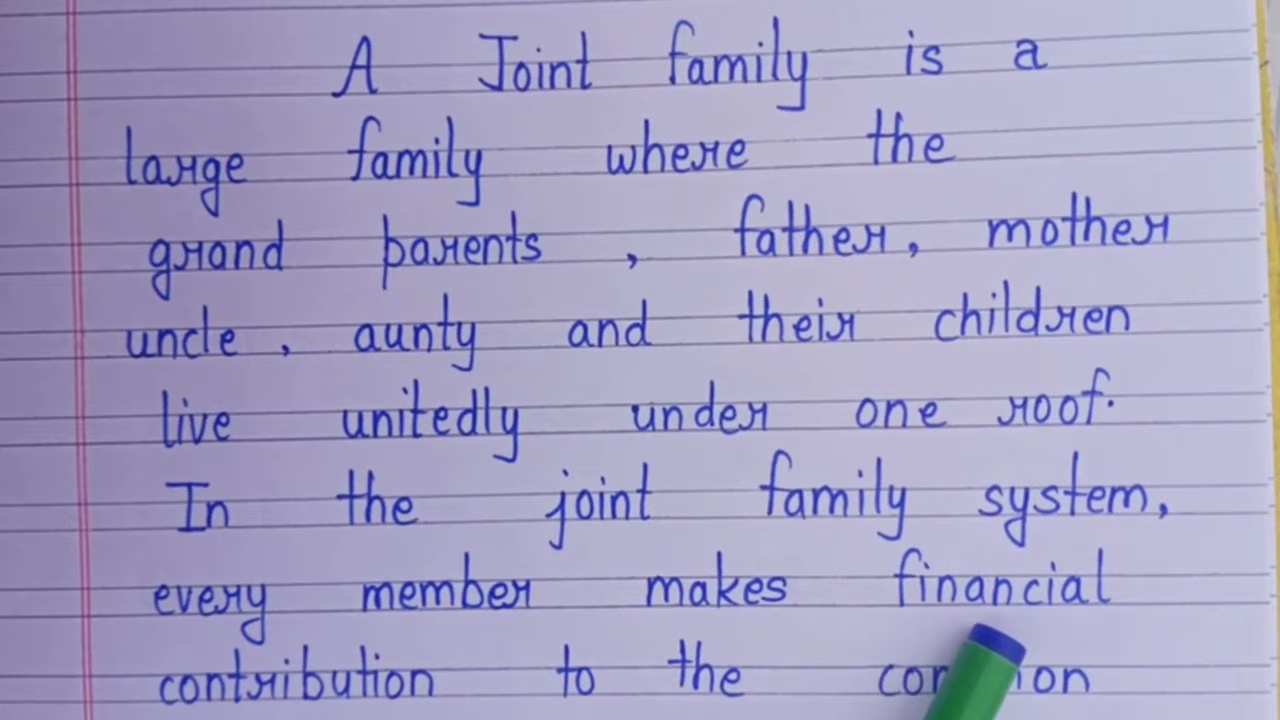 A Joint family is a
large family where the
grand parents , father, mother
uncle , aunty and their children
live unitedly under one roof.
In the joint family system,
every member makes financial
contribution to the